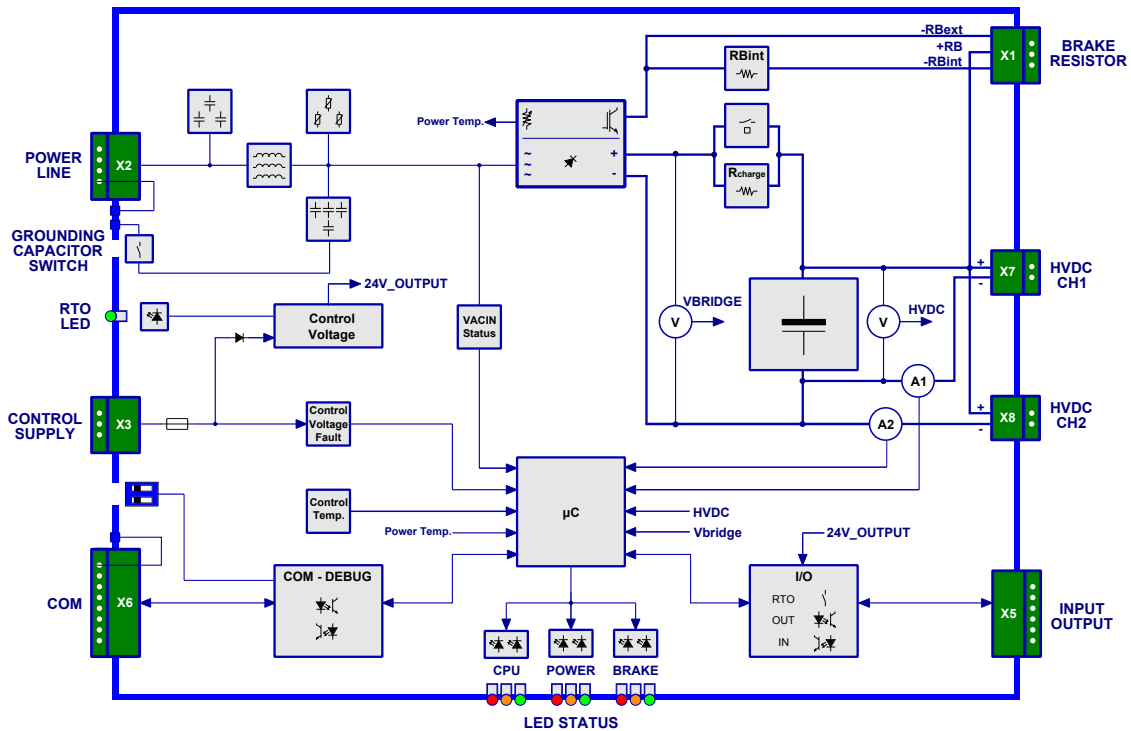 -RBext
+RB
-RBint
X1
BRAKE
RESISTOR
RBint
Power Temp.
~
~
~
+
-
Rcharge
POWER
LINE
X2
GROUNDING
CAPACITOR
SWITCH
24V_OUTPUT
RTO
LED
Control
Voltage
VACIN
Status
VBRIDGE
V
V
HVDC
+
-
X7
HVDC
CH1
A1
CONTROL
SUPPLY
X3
Control
Voltage
Fault
A2
+
-
X8
HVDC
CH2
Control
Temp.
Power Temp.
µC
HVDC
Vbridge
24V_OUTPUT
COM
X6
COM - DEBUG
I/O
RTO
OUT
IN
X5
INPUT
OUTPUT
CPU
POWER
BRAKE
LED STATUS